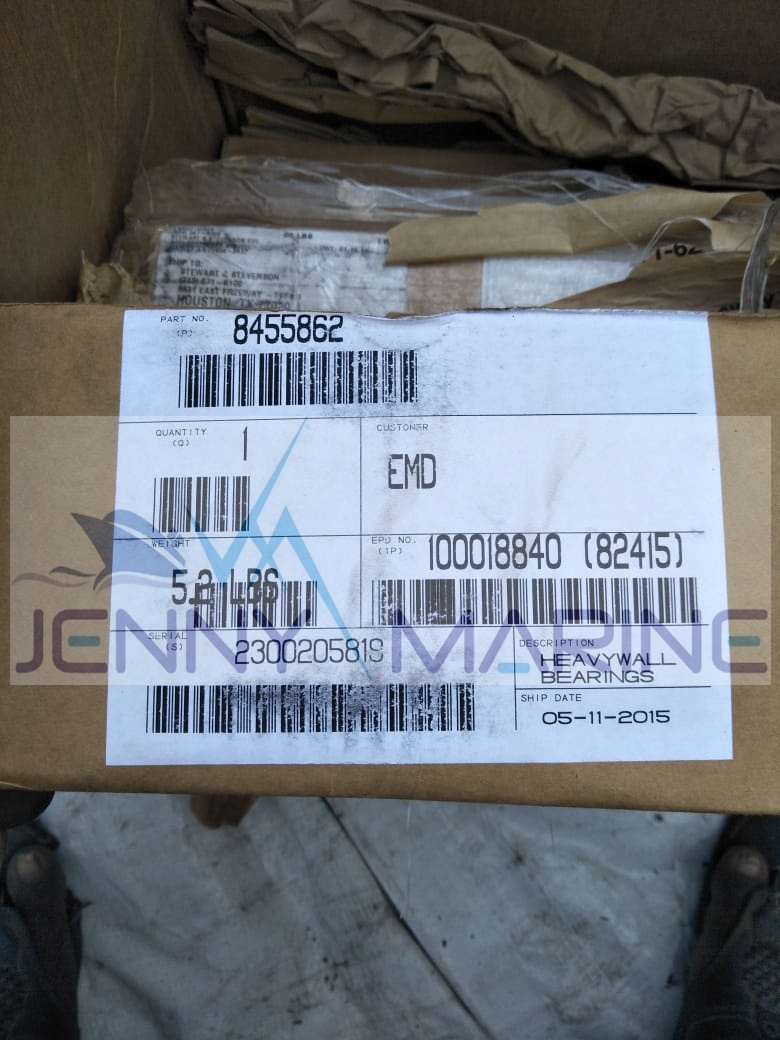 SHIP TO:
STEWART & STEVENSON
HOUSTON
PART NO.
(P)
8455862
QUANTITY
(Q)
1
CUSTOMER
EMD
WEIGHT
5.2 LBS
EPD NO.
(1P)
100018840 (82415)
SERIAL
(S)
2300205819
DESCRIPTION
HEAVYWALL
BEARINGS
SHIP DATE
05-11-2015
JENNY MARINE